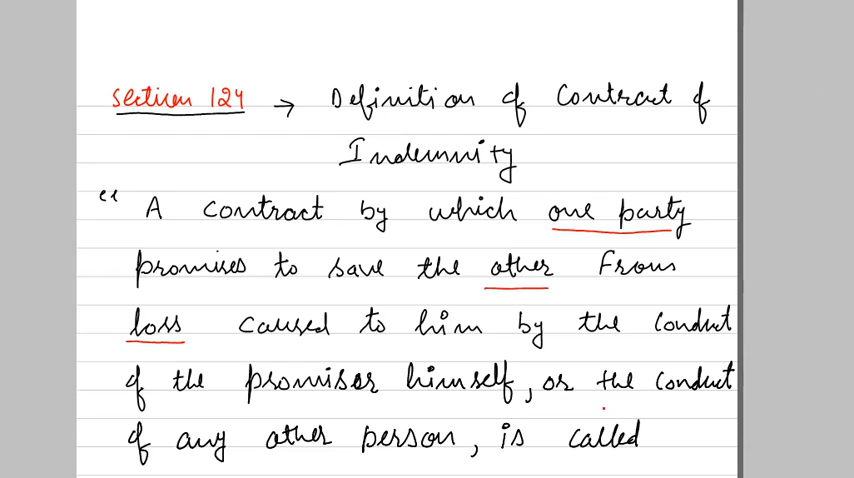 Section 124 → Definition of Contract of
Indemnity
“ A contract by which one party
promises to save the other from
loss caused to him by the conduct
of the promisor himself, or the conduct
of any other person, is called